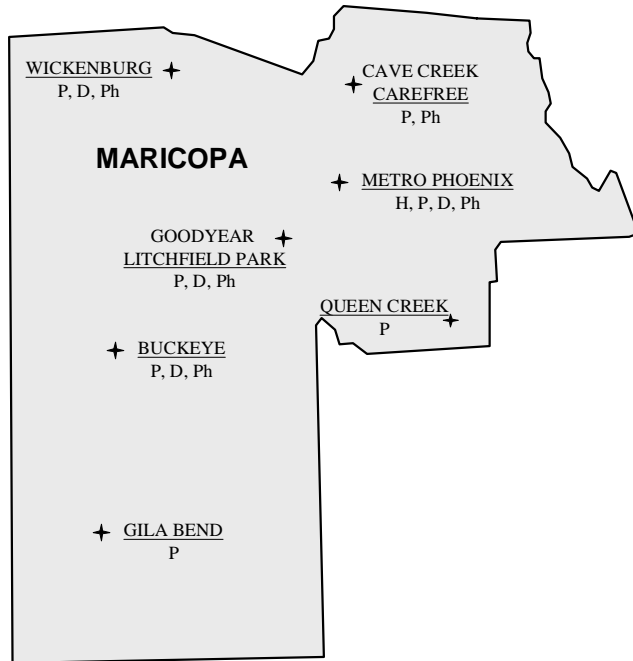 WICKENBURG
P, D, Ph
CAVE CREEK
CAREFREE
P, Ph
MARICOPA
METRO PHOENIX
H, P, D, Ph
GOODYEAR
LITCHFIELD PARK
P, D, Ph
QUEEN CREEK
P
BUCKEYE
P, D, Ph
GILA BEND
P